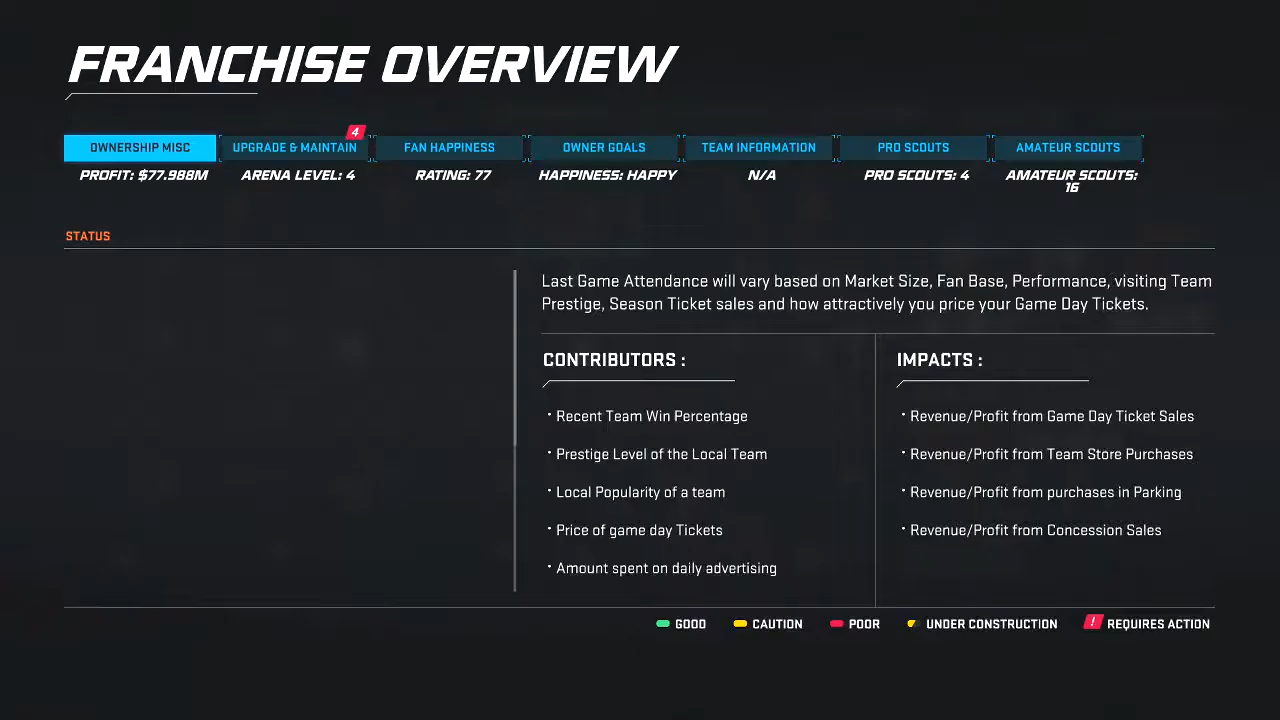 FRANCHISE OVERVIEW
4
OWNERSHIP MISC
UPGRADE & MAINTAIN
FAN HAPPINESS
OWNER GOALS
TEAM INFORMATION
PRO SCOUTS
AMATEUR SCOUTS
PROFIT: $77.988M
ARENA LEVEL: 4
RATING: 77
HAPPINESS: HAPPY
N/A
PRO SCOUTS: 4
AMATEUR SCOUTS:
16
STATUS
Last Game Attendance will vary based on Market Size, Fan Base, Performance, visiting Team
Prestige, Season Ticket sales and how attractively you price your Game Day Tickets.
CONTRIBUTORS :
· Recent Team Win Percentage
· Prestige Level of the Local Team
· Local Popularity of a team
· Price of game day Tickets
· Amount spent on daily advertising
IMPACTS :
· Revenue/Profit from Game Day Ticket Sales
· Revenue/Profit from Team Store Purchases
· Revenue/Profit from purchases in Parking
· Revenue/Profit from Concession Sales
GOOD
CAUTION
POOR
UNDER CONSTRUCTION
! REQUIRES ACTION